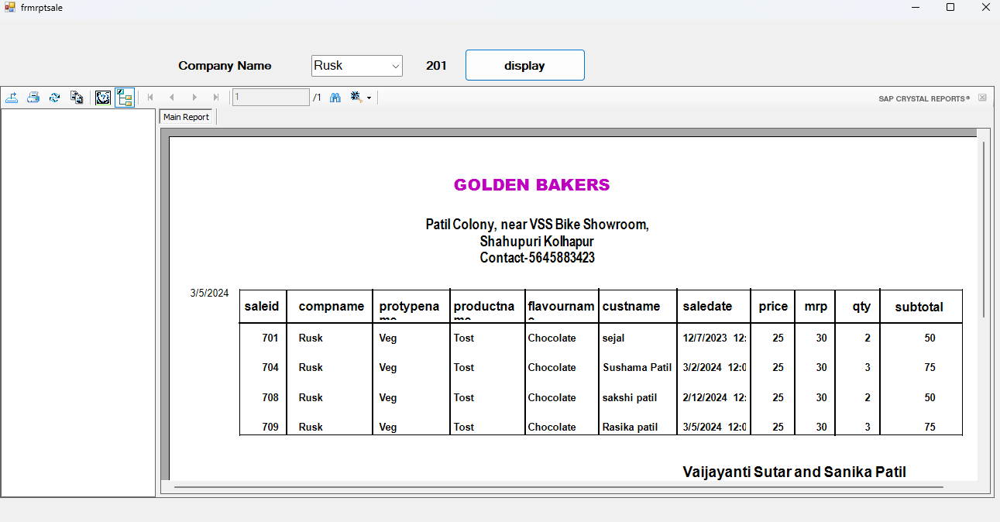 frmrptsale
Company Name Rusk 201 display
1 /1 SAP CRYSTAL REPORTS®
Main Report
GOLDEN BAKERS
Patil Colony, near VSS Bike Showroom,
Shahupuri Kolhapur
Contact-5645883423
3/5/2024
saleid compname protypena productna flavournam custname saledate price mrp qty subtotal
701 Rusk Veg Tost Chocolate sejal 12/7/2023 12: 25 30 2 50
704 Rusk Veg Tost Chocolate Sushama Patil 3/2/2024 12:0 25 30 3 75
708 Rusk Veg Tost Chocolate sakshi patil 2/12/2024 12: 25 30 2 50
709 Rusk Veg Tost Chocolate Rasika patil 3/5/2024 12:0 25 30 3 75
Vaijayanti Sutar and Sanika Patil